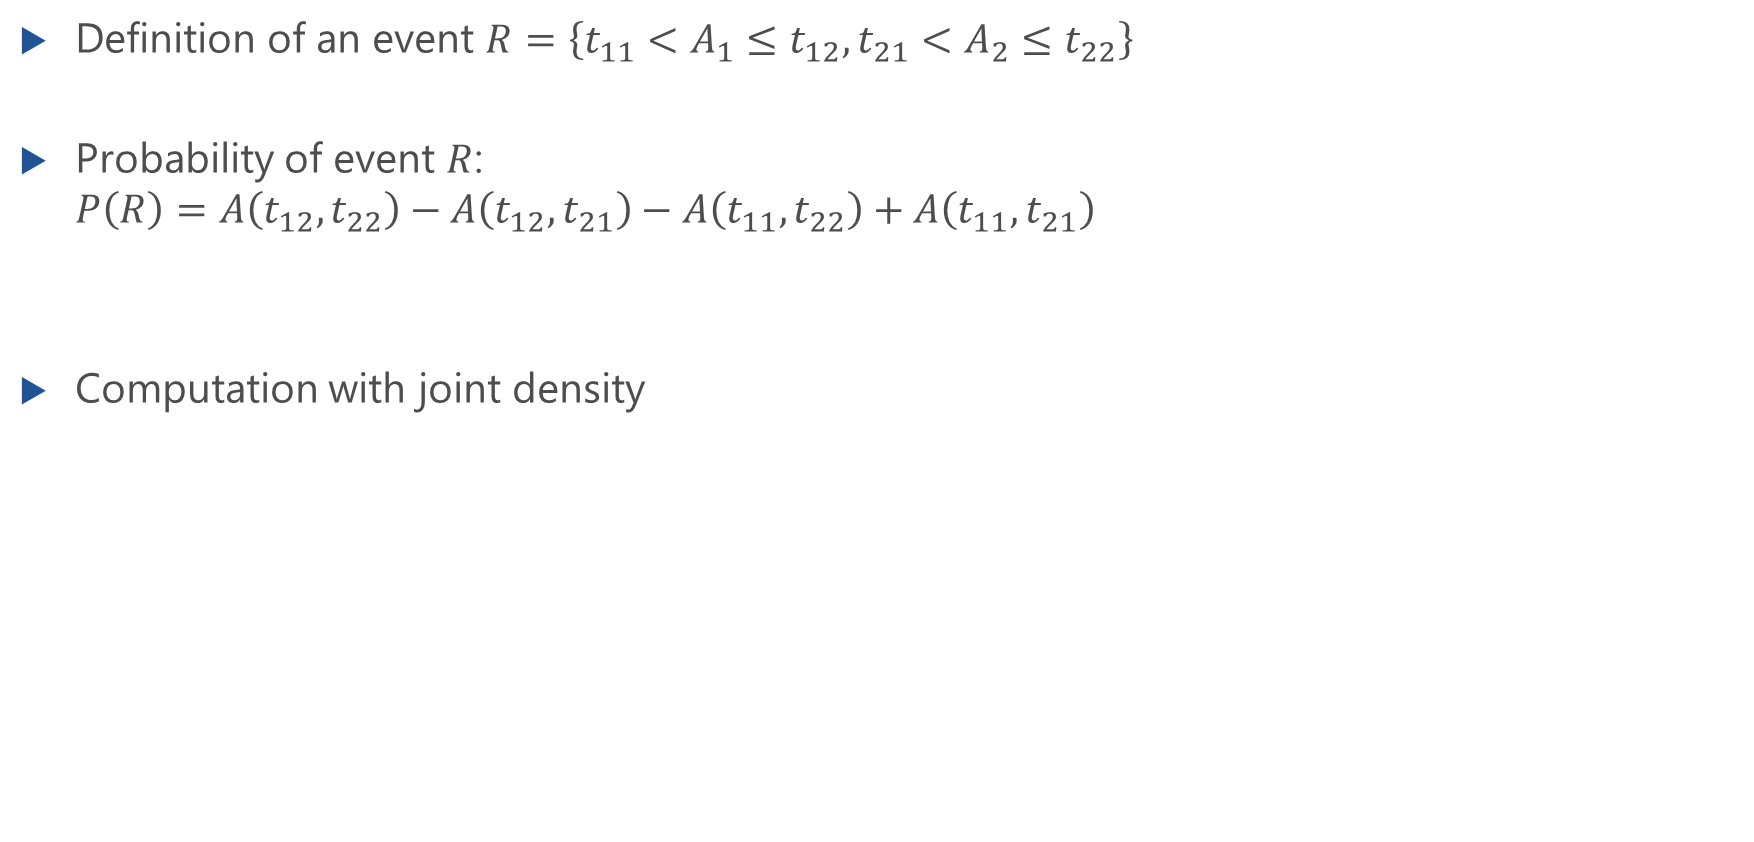 ▶ Definition of an event 𝑅 = {𝑡₁₁ < 𝐴₁ ≤ 𝑡₁₂, 𝑡₂₁ < 𝐴₂ ≤ 𝑡₂₂}
▶ Probability of event 𝑅:
𝑃(𝑅) = 𝐴(𝑡₁₂, 𝑡₂₂) − 𝐴(𝑡₁₂, 𝑡₂₁) − 𝐴(𝑡₁₁, 𝑡₂₂) + 𝐴(𝑡₁₁, 𝑡₂₁)
▶ Computation with joint density